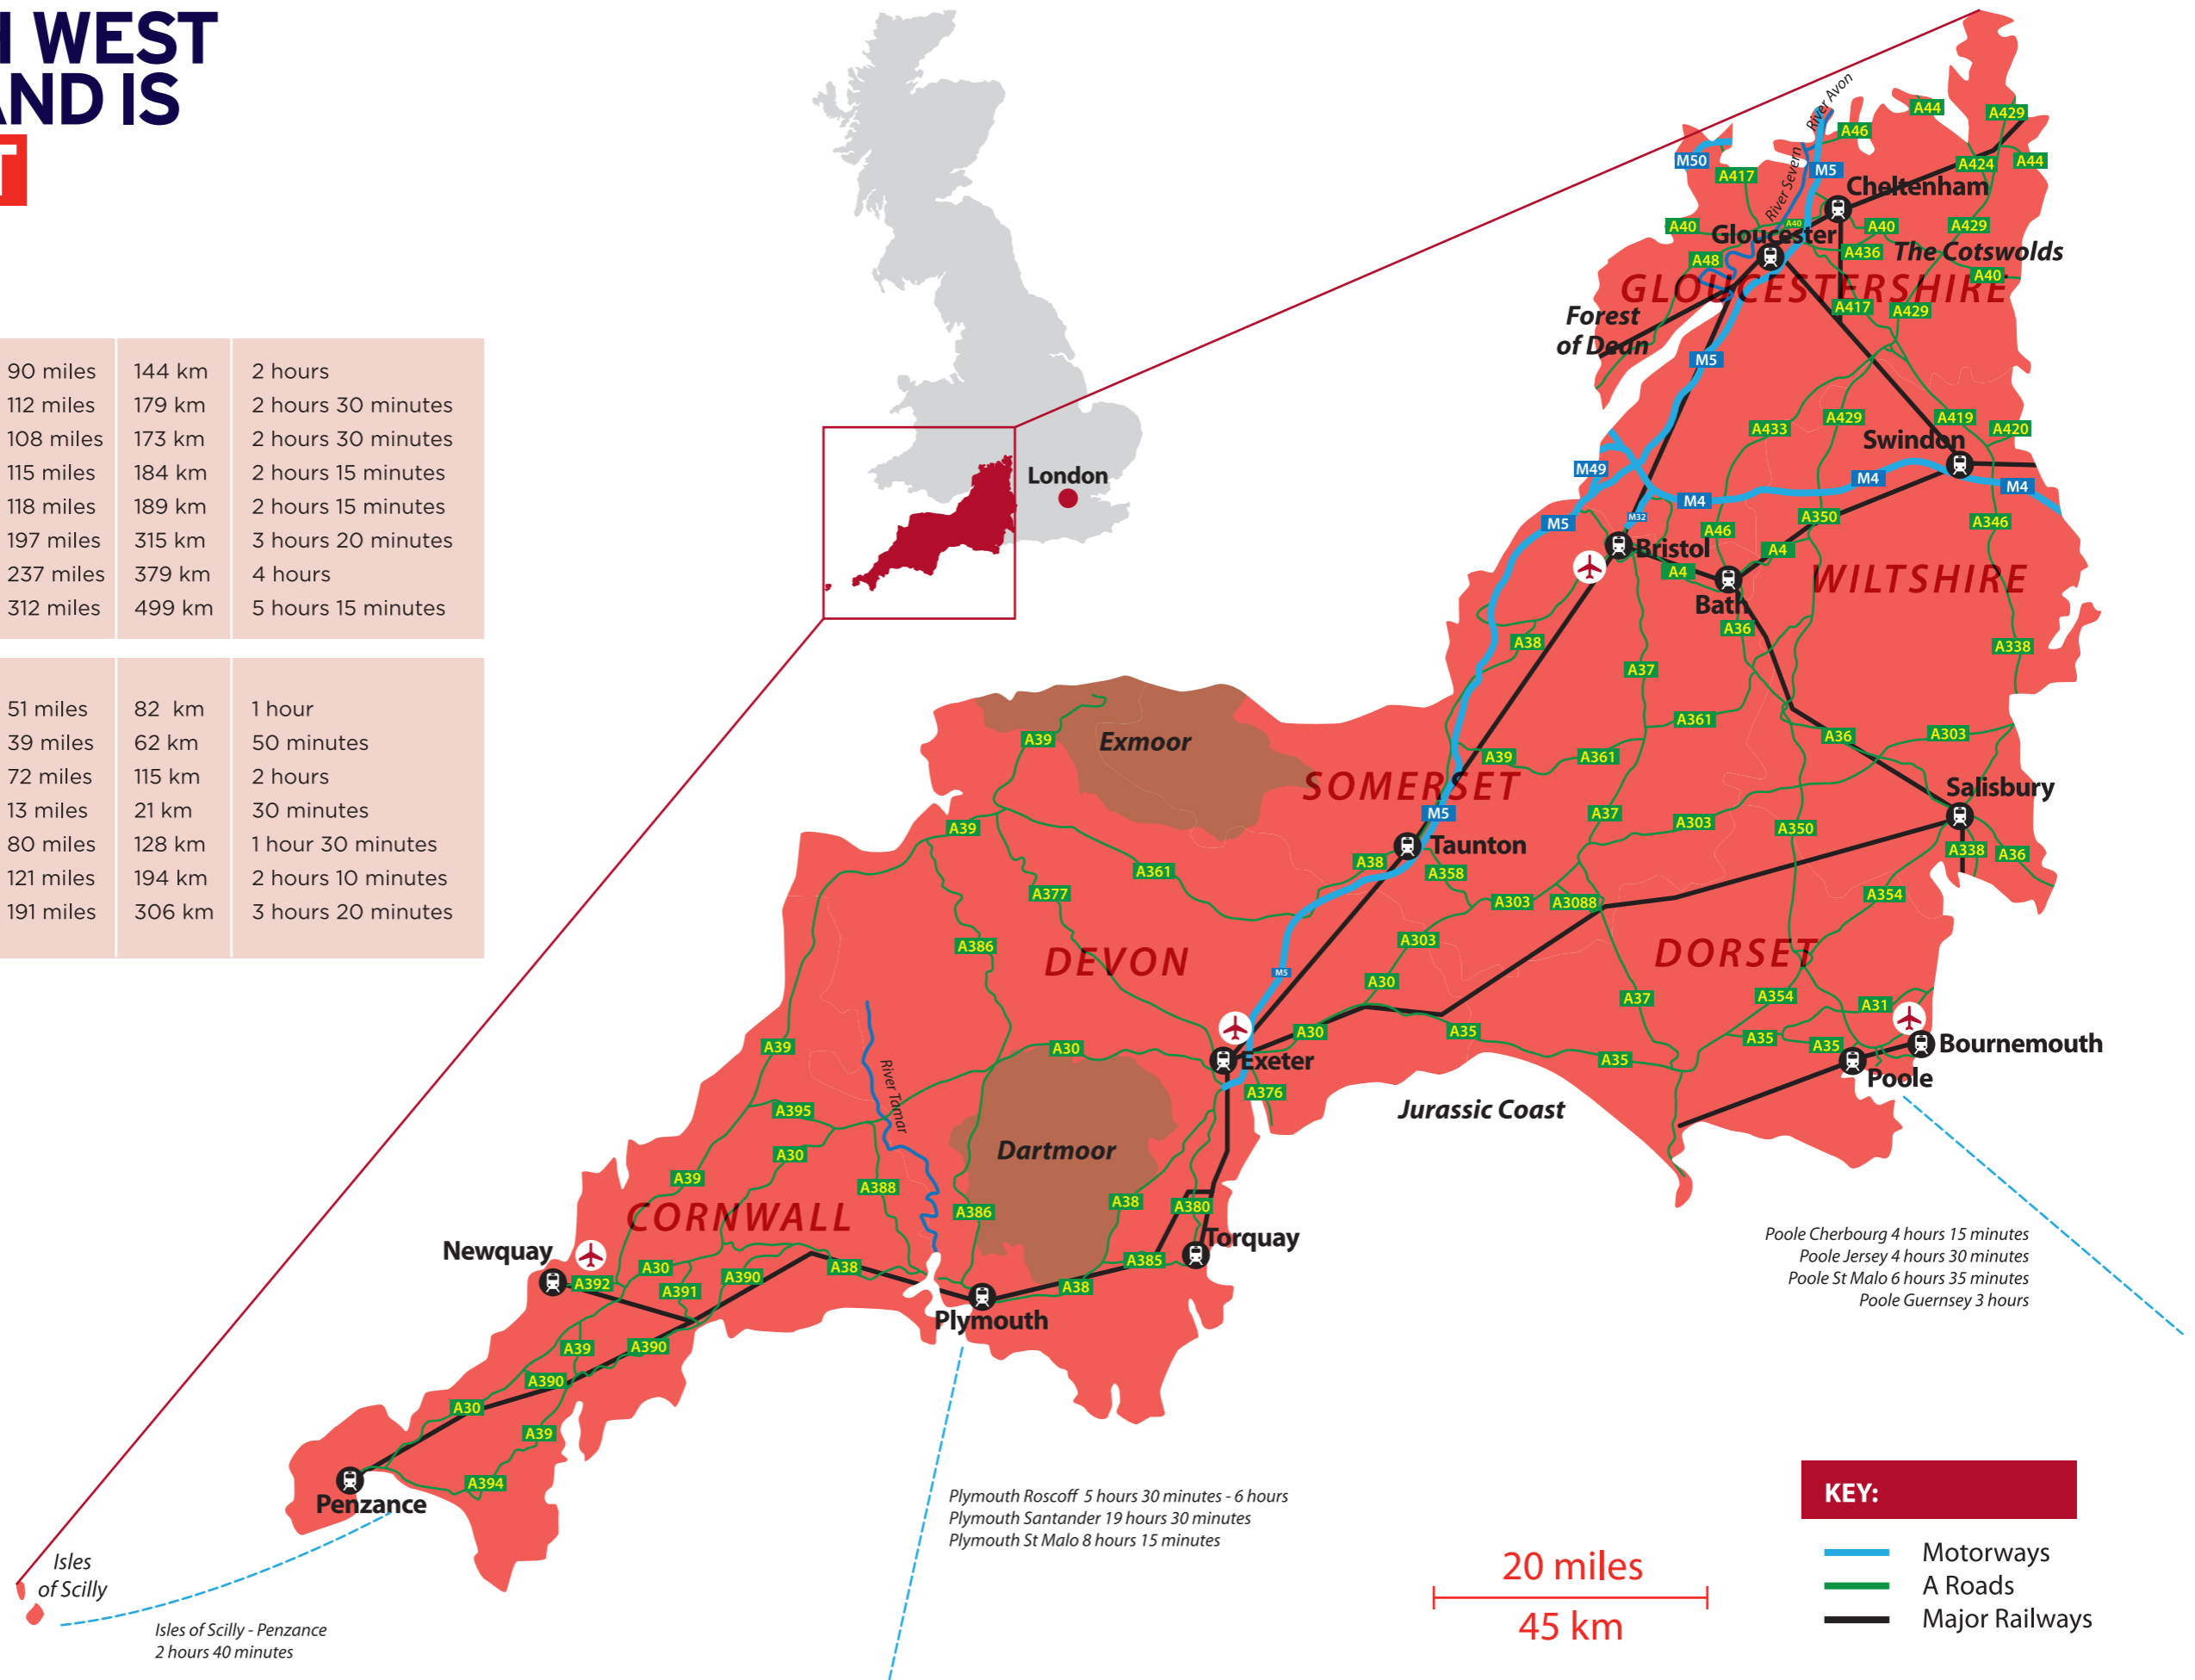 H WEST
AND IS
T
90 miles 144 km 2 hours
112 miles 179 km 2 hours 30 minutes
108 miles 173 km 2 hours 30 minutes
115 miles 184 km 2 hours 15 minutes
118 miles 189 km 2 hours 15 minutes
197 miles 315 km 3 hours 20 minutes
237 miles 379 km 4 hours
312 miles 499 km 5 hours 15 minutes
51 miles 82 km 1 hour
39 miles 62 km 50 minutes
72 miles 115 km 2 hours
13 miles 21 km 30 minutes
80 miles 128 km 1 hour 30 minutes
121 miles 194 km 2 hours 10 minutes
191 miles 306 km 3 hours 20 minutes
London
River Avon
A44
A429
A46
M50
A417
River Severn
M5
A424
A44
Cheltenham
A40
A40
A40
A429
Gloucester
A48
A436
The Cotswolds
A40
GLOUCESTERSHIRE
Forest
of Dean
A417
A429
M5
A433
A429
A419
A420
Swindon
M49
M4
M4
M4
M5
M32
A46
A350
A346
Bristol
A4
A4
WILTSHIRE
Bath
A36
A38
A338
A37
A361
A39
Exmoor
A36
A303
A39
A361
SOMERSET
Salisbury
M5
A37
A303
A350
A39
Taunton
A338
A36
A38
A358
A361
A377
A303
A3088
A354
A386
A303
DEVON
DORSET
M5
A30
A37
A354
A31
A39
A30
A30
A35
A35
A35
A35
Bournemouth
Exeter
Poole
River Tamar
A376
Jurassic Coast
A395
Dartmoor
A30
A39
A388
A386
A38
A380
CORNWALL
Torquay
Newquay
A392
A30
A391
A390
A38
A385
A38
Plymouth
A39
A390
A390
A30
A39
A394
Penzance
Poole Cherbourg 4 hours 15 minutes
Poole Jersey 4 hours 30 minutes
Poole St Malo 6 hours 35 minutes
Poole Guernsey 3 hours
Plymouth Roscoff 5 hours 30 minutes - 6 hours
Plymouth Santander 19 hours 30 minutes
Plymouth St Malo 8 hours 15 minutes
Isles
of Scilly
Isles of Scilly - Penzance
2 hours 40 minutes
20 miles
45 km
KEY:
Motorways
A Roads
Major Railways